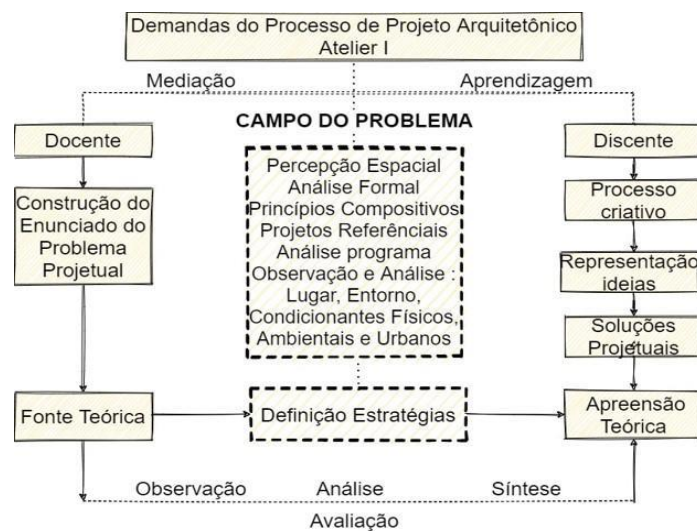 Demandas do Processo de Projeto Arquitetônico
Atelier I
Mediação
Aprendizagem
CAMPO DO PROBLEMA
Docente
Discente
Construção do
Enunciado do
Problema
Projetual
Percepção Espacial
Análise Formal
Princípios Compositivos
Projetos Referênciais
Análise programa
Observação e Análise :
Lugar, Entorno,
Condicionantes Físicos,
Ambientais e Urbanos
Processo
criativo
Representação
ideias
Soluções
Projetuais
Fonte Teórica
Definição Estratégias
Apreensão
Teórica
Observação
Análise
Síntese
Avaliação